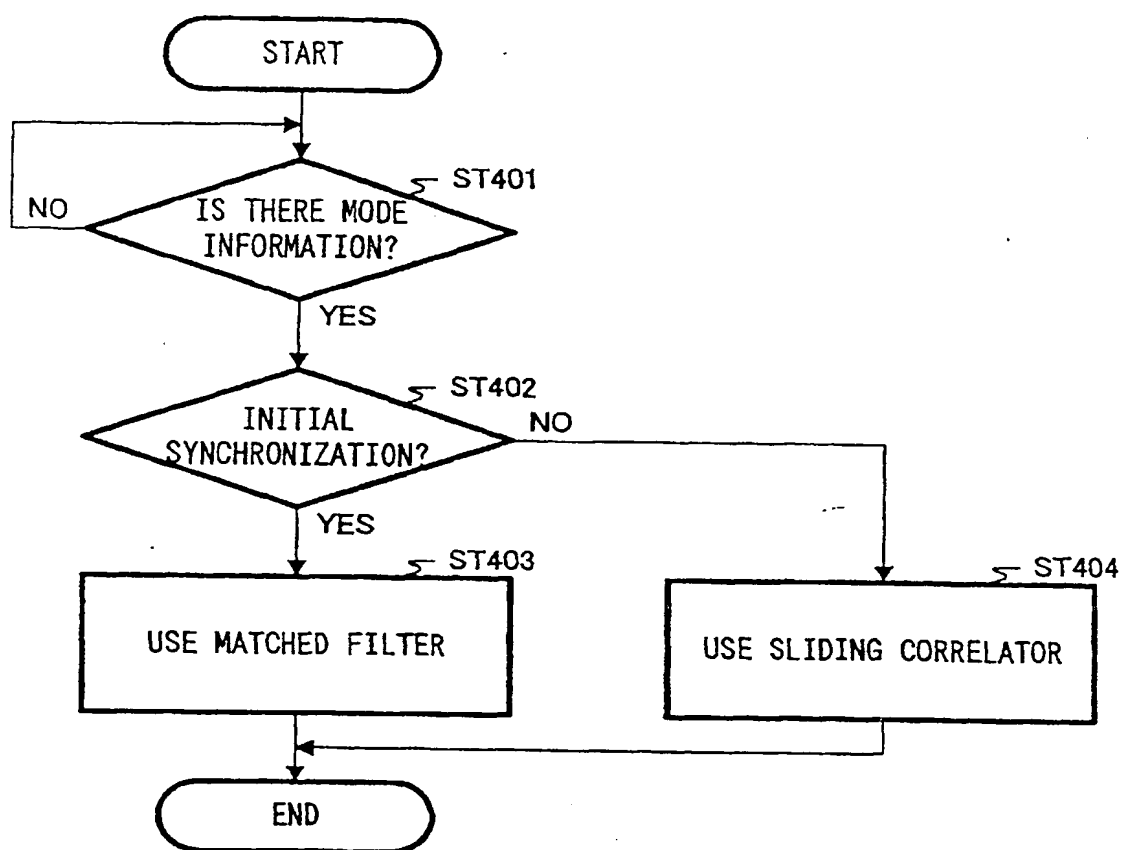 START
ST401
NO
IS THERE MODE
INFORMATION?
YES
ST402
INITIAL
SYNCHRONIZATION?
NO
YES
ST403
ST404
USE MATCHED FILTER
USE SLIDING CORRELATOR
END